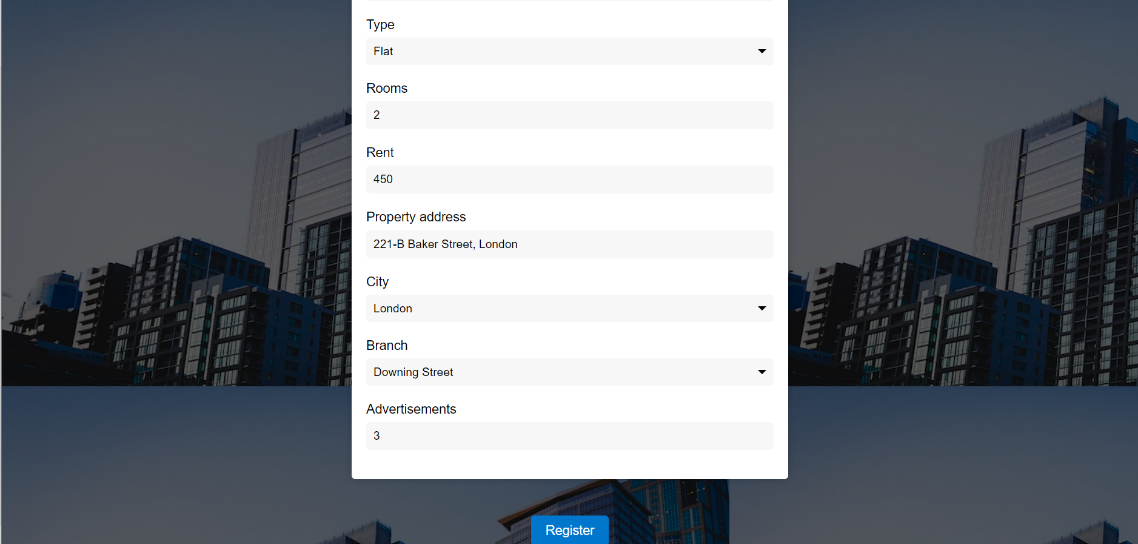 Type
Flat
Rooms
2
Rent
450
Property address
221-B Baker Street, London
City
London
Branch
Downing Street
Advertisements
3
Register